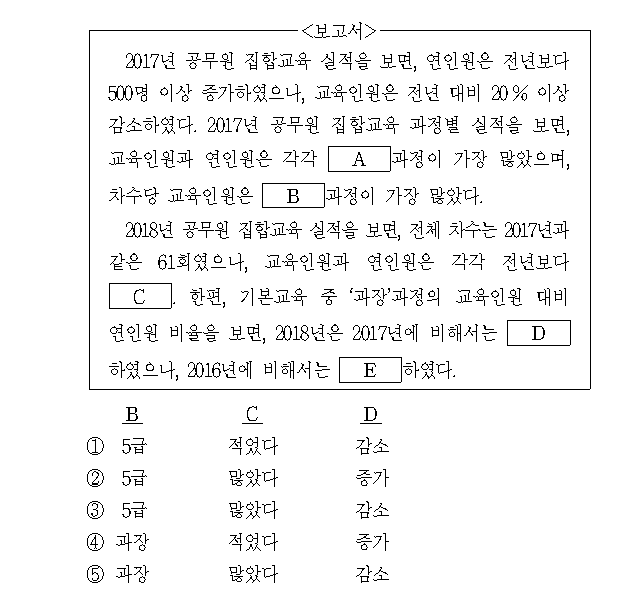 <보고서>
2017년 공무원 집합교육 실적을 보면, 연인원은 전년보다
500명 이상 증가하였으나, 교육인원은 전년 대비 20% 이상
감소하였다. 2017년 공무원 집합교육 과정별 실적을 보면,
교육인원과 연인원은 각각 A 과정이 가장 많았으며,
차수당 교육인원은 B 과정이 가장 많았다.
2018년 공무원 집합교육 실적을 보면, 전체 차수는 2017년과
같은 61회였으나, 교육인원과 연인원은 각각 전년보다
C . 한편, 기본교육 중 ‘과장’과정의 교육인원 대비
연인원 비율을 보면, 2018년은 2017년에 비해서는 D
하였으나, 2016년에 비해서는 E 하였다.
B C D
① 5급 적었다 감소
② 5급 많았다 증가
③ 5급 많았다 감소
④ 과장 적었다 증가
⑤ 과장 많았다 감소